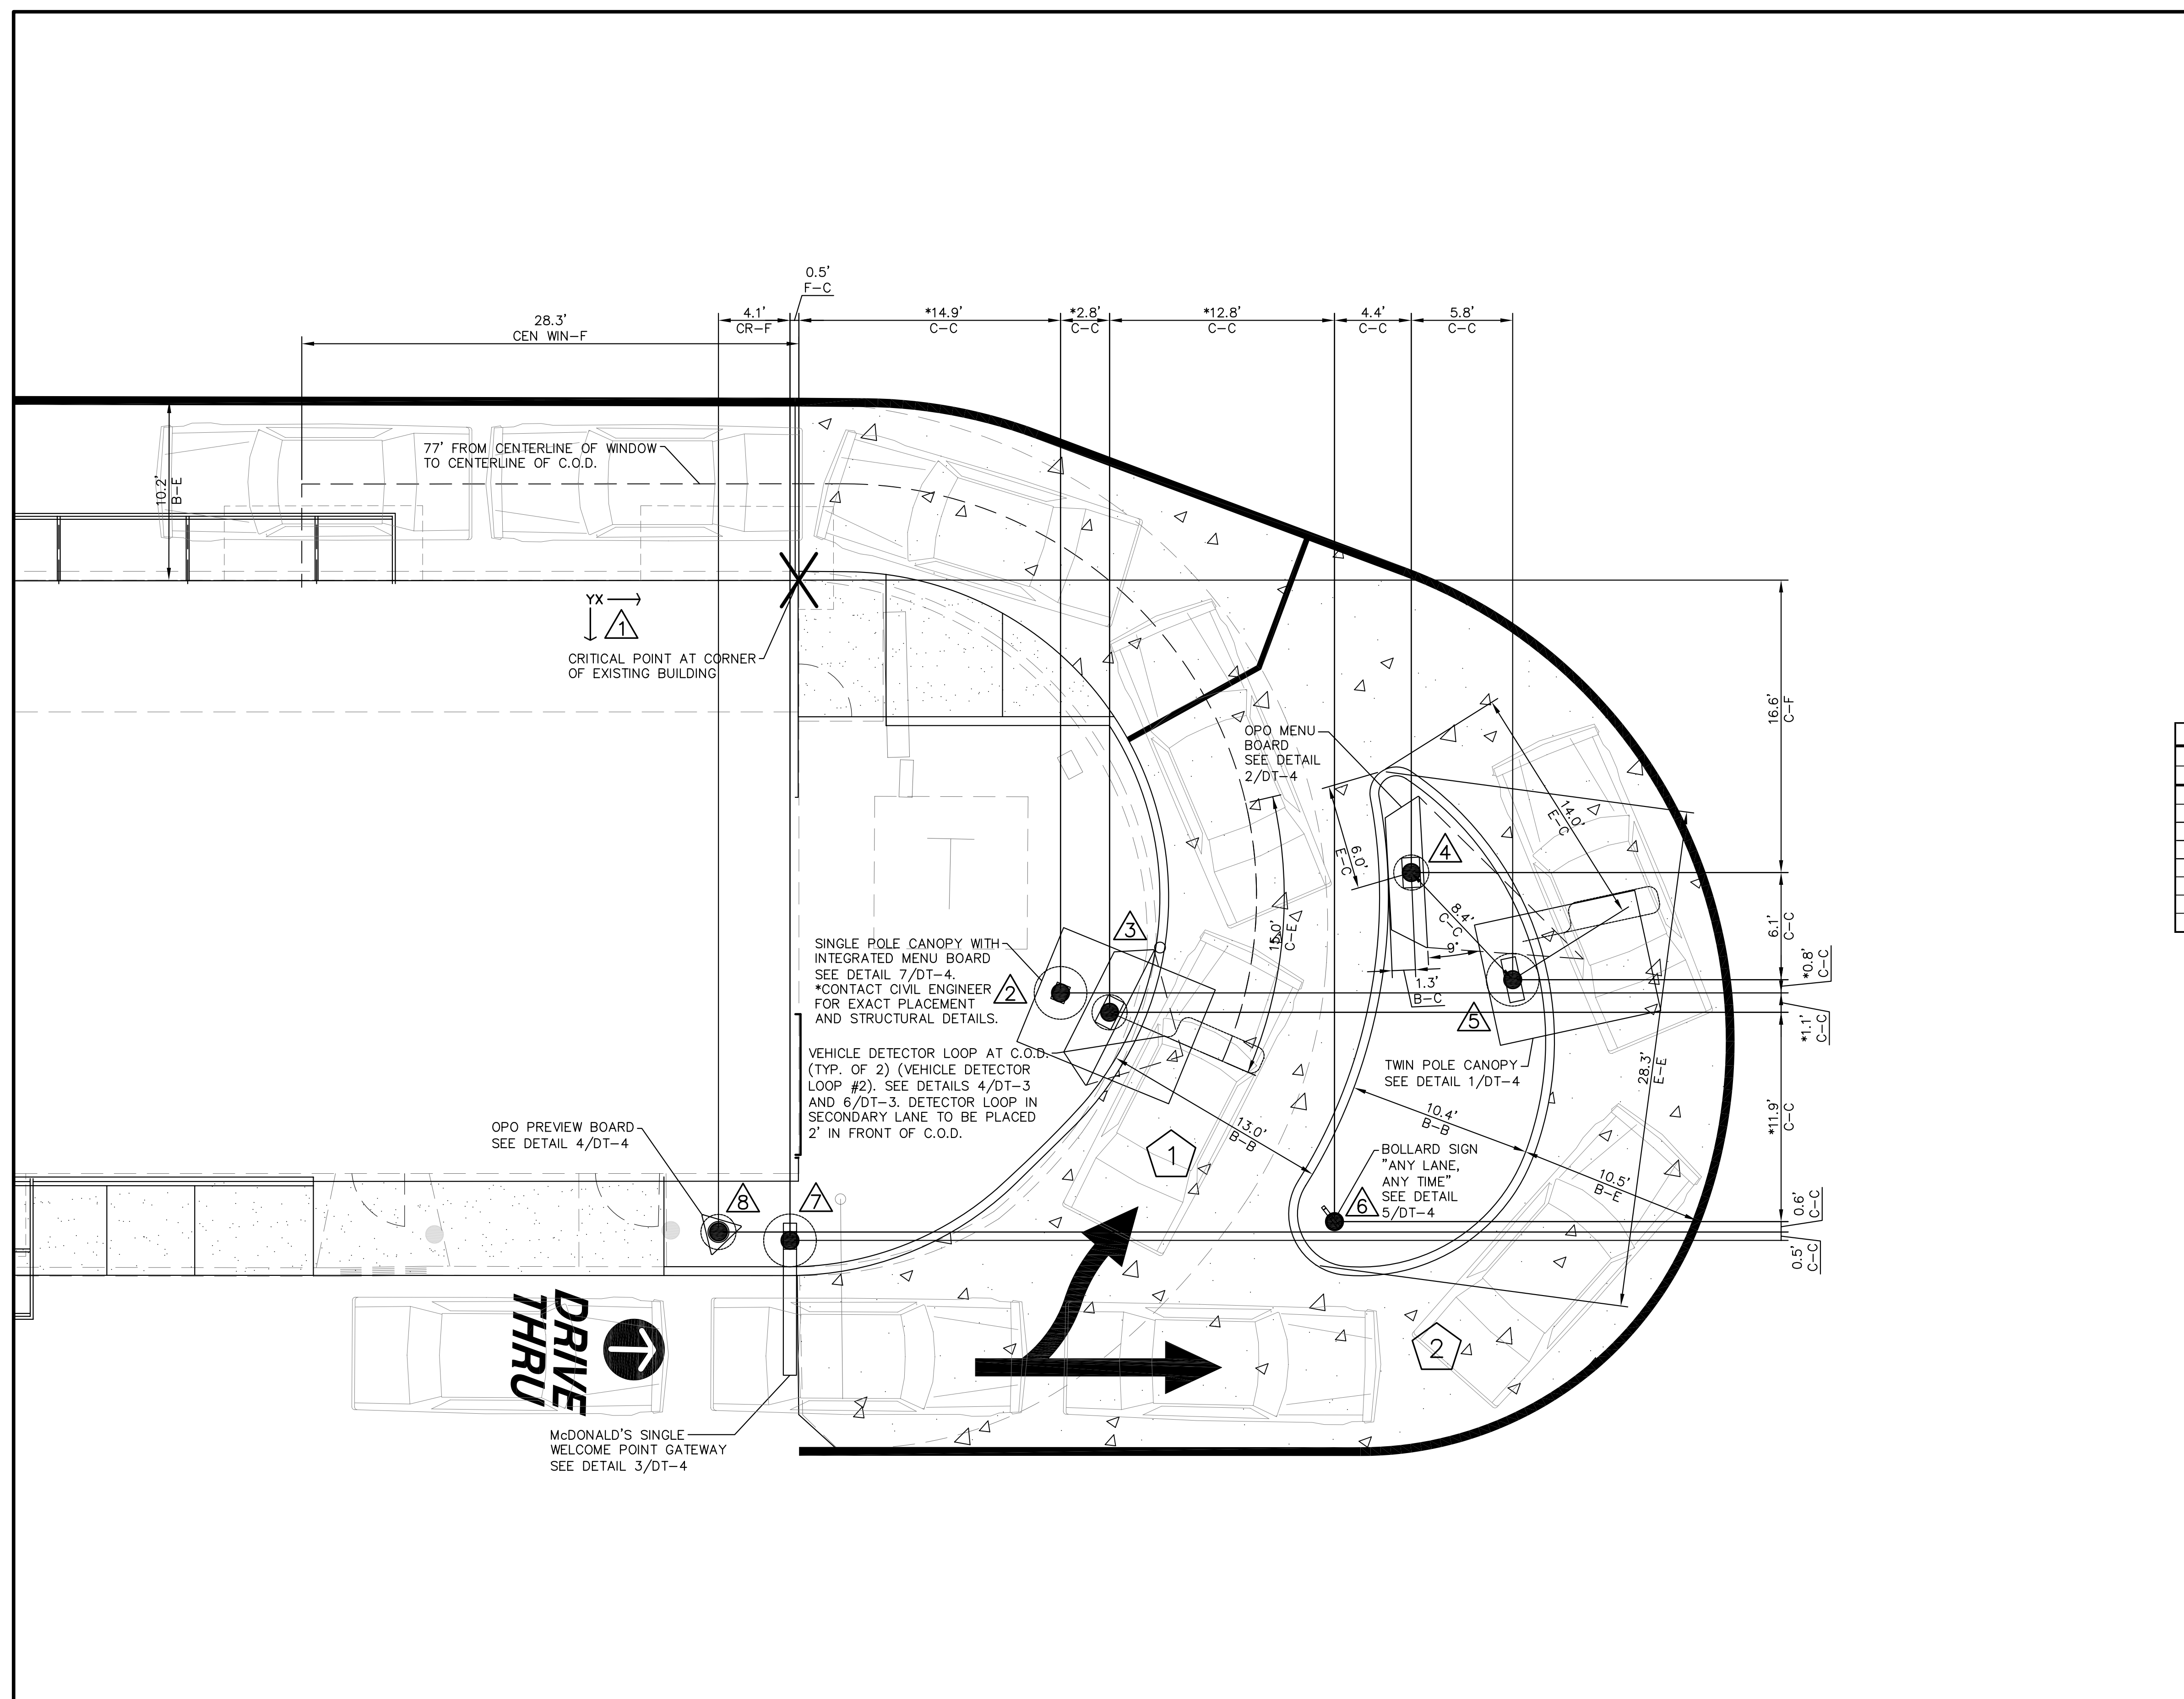 0.5'
F-C
28.3'
CEN WIN-F
4.1'
CR-F
*14.9'
C-C
*2.8'
C-C
*12.8'
C-C
4.4'
C-C
5.8'
C-C
10.2'
B-E
77' FROM CENTERLINE OF WINDOW
TO CENTERLINE OF C.O.D.
YX
1
CRITICAL POINT AT CORNER
OF EXISTING BUILDING
16.6'
C-F
OPO MENU
BOARD
SEE DETAIL
2/DT-4
14.0'
E-C
6.0'
E-C
4
8.4'
C-C
9°
1.3'
B-C
15.0'
C-E
6.1'
C-C
*0.8'
C-C
*1.1'
C-C
3
SINGLE POLE CANOPY WITH
INTEGRATED MENU BOARD
SEE DETAIL 7/DT-4.
*CONTACT CIVIL ENGINEER
FOR EXACT PLACEMENT
AND STRUCTURAL DETAILS.
2
5
VEHICLE DETECTOR LOOP AT C.O.D.
(TYP. OF 2) (VEHICLE DETECTOR
LOOP #2). SEE DETAILS 4/DT-3
AND 6/DT-3. DETECTOR LOOP IN
SECONDARY LANE TO BE PLACED
2' IN FRONT OF C.O.D.
TWIN POLE CANOPY
SEE DETAIL 1/DT-4
28.3'
E-E
*11.9'
C-C
10.4'
B-B
13.0'
B-B
10.5'
B-E
1
OPO PREVIEW BOARD
SEE DETAIL 4/DT-4
BOLLARD SIGN
"ANY LANE,
ANY TIME"
SEE DETAIL
5/DT-4
6
8
7
0.6'
C-C
0.5'
C-C
DRIVE
THRU
2
McDONALD'S SINGLE
WELCOME POINT GATEWAY
SEE DETAIL 3/DT-4